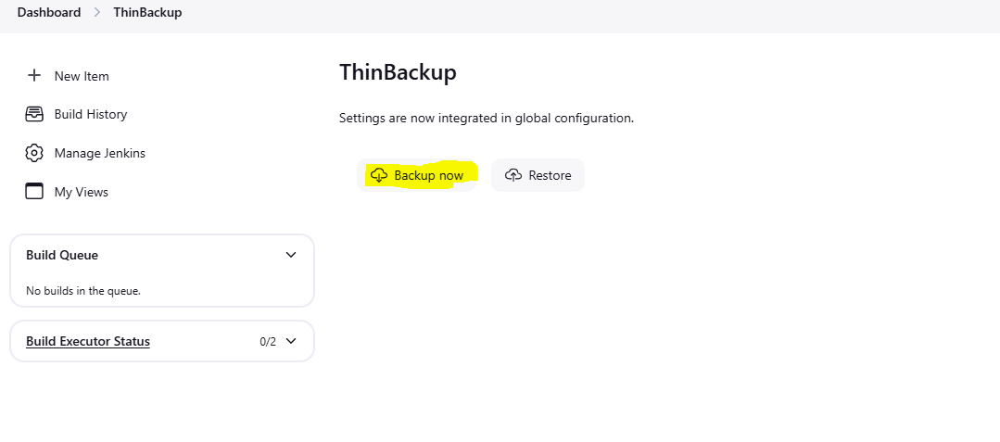 Dashboard > ThinBackup
New Item
Build History
Manage Jenkins
My Views
Build Queue
No builds in the queue.
Build Executor Status 0/2
ThinBackup
Settings are now integrated in global configuration.
Backup now Restore